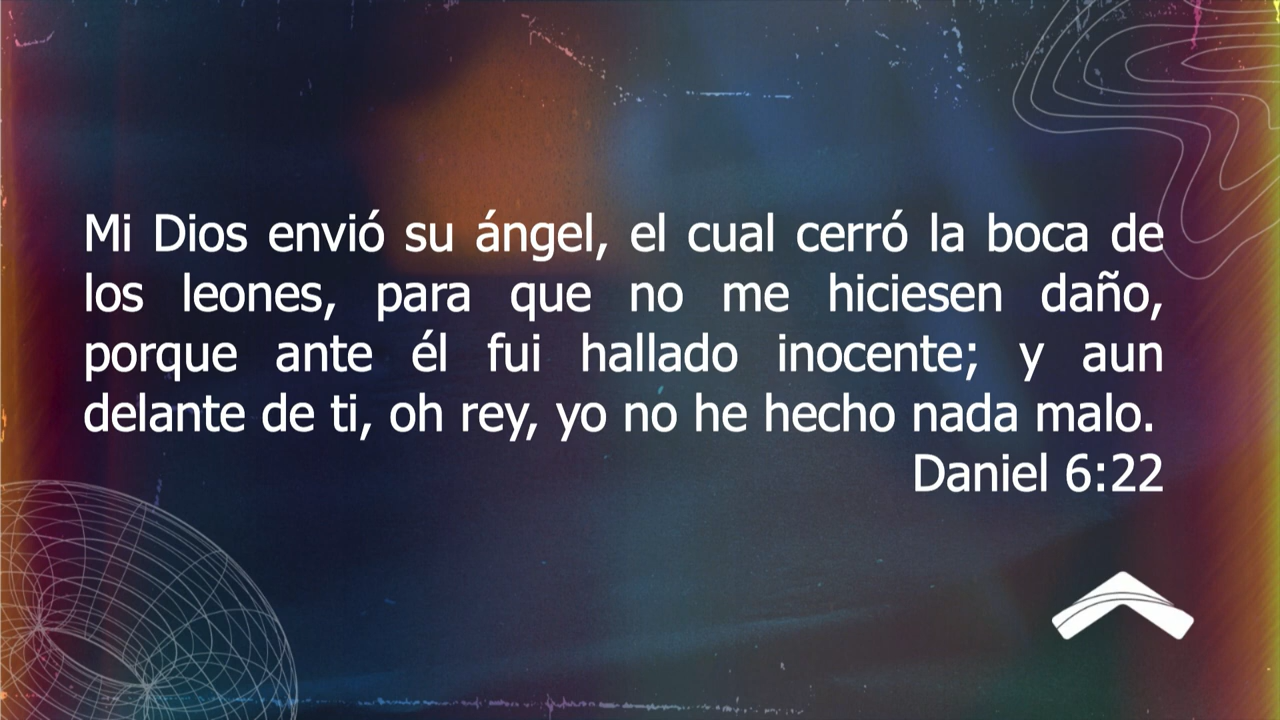 Mi Dios envió su ángel, el cual cerró la boca de
los leones, para que no me hiciesen daño,
porque ante él fui hallado inocente; y aun
delante de ti, oh rey, yo no he hecho nada malo.
Daniel 6:22